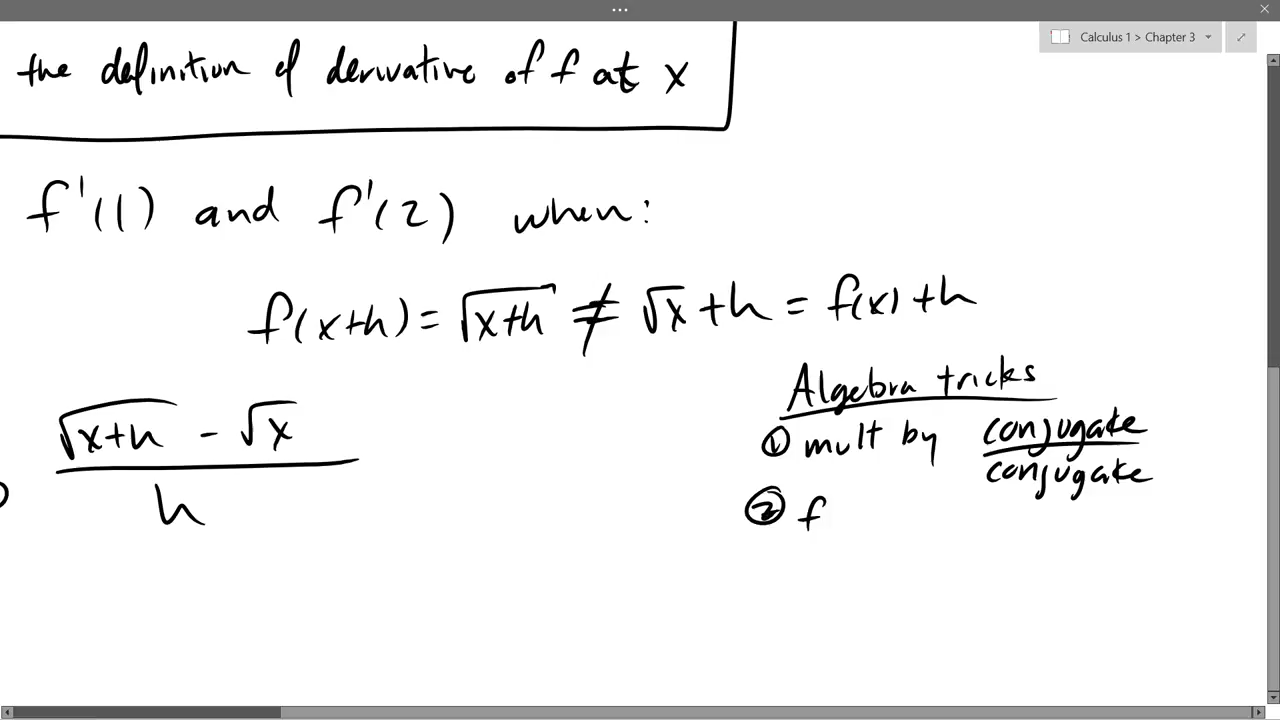 ...
Calculus 1 > Chapter 3
the definition of derivative of f at x
f'(1) and f'(2) when:
f(x+h) = √(x+h) ≠ √x + h = f(x) + h
Algebra tricks
① mult by conjugate/conjugate
√(x+h) - √x
h
② f